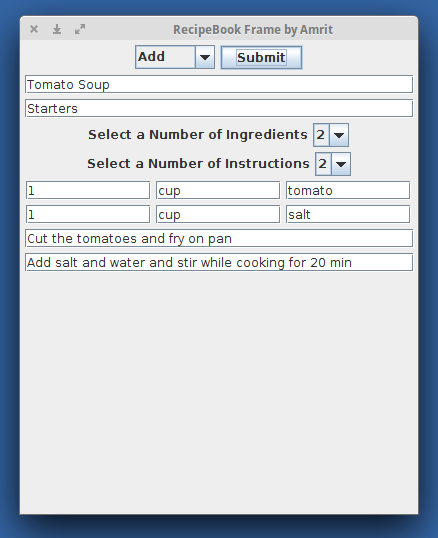 RecipeBook Frame by Amrit
Add Submit
Tomato Soup
Starters
Select a Number of Ingredients 2
Select a Number of Instructions 2
1 cup tomato
1 cup salt
Cut the tomatoes and fry on pan
Add salt and water and stir while cooking for 20 min